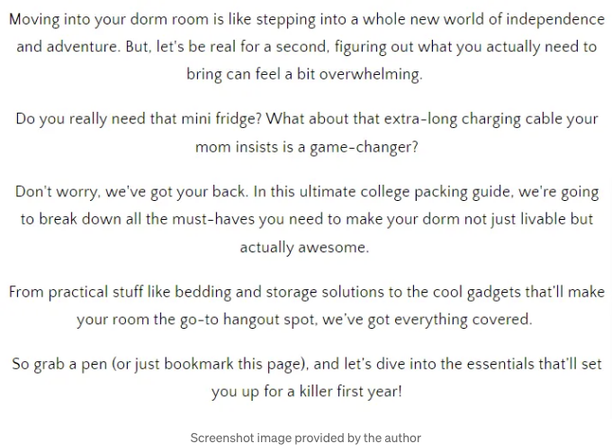 Moving into your dorm room is like stepping into a whole new world of independence
and adventure. But, let's be real for a second, figuring out what you actually need to
bring can feel a bit overwhelming.
Do you really need that mini fridge? What about that extra-long charging cable your
mom insists is a game-changer?
Don't worry, we've got your back. In this ultimate college packing guide, we're going
to break down all the must-haves you need to make your dorm not just livable but
actually awesome.
From practical stuff like bedding and storage solutions to the cool gadgets that'll make
your room the go-to hangout spot, we've got everything covered.
So grab a pen (or just bookmark this page), and let's dive into the essentials that'll set
you up for a killer first year!
Screenshot image provided by the author